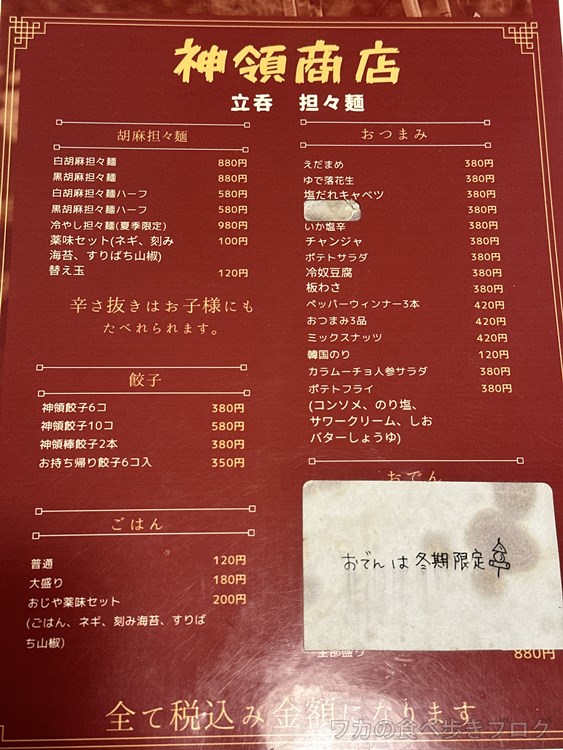 神領商店
立呑 担々麺
胡麻担々麺
白胡麻担々麺 880円
黒胡麻担々麺 880円
白胡麻担々麺ハーフ 580円
黒胡麻担々麺ハーフ 580円
冷やし担々麺(夏季限定) 980円
薬味セット(ネギ、刻み 100円
海苔、すりばち山椒)
替え玉 120円
辛さ抜きはお子様にも
たべれられます。
餃子
神領餃子6コ 380円
神領餃子10コ 580円
神領棒餃子2本 380円
お持ち帰り餃子6コ入 350円
ごはん
普通 120円
大盛り 180円
おじや薬味セット 200円
(ごはん、ネギ、刻み海苔、すりば
ち山椒)
おつまみ
えだまめ 380円
ゆで落花生 380円
塩だれキャベツ 380円
380円
いか塩辛 380円
チャンジャ 380円
ポテトサラダ 380円
冷奴豆腐 380円
板わさ 380円
ペッパーウィンナー3本 420円
おつまみ3品 420円
ミックスナッツ 420円
韓国のり 120円
カラムーチョ人参サラダ 380円
ポテトフライ 380円
(コンソメ、のり塩、
サワークリーム、しお
バターしょうゆ)
おでん
おでんは冬期限定
全部盛り 880円
全て税込み金額になります
ワカの食べ歩きブログ